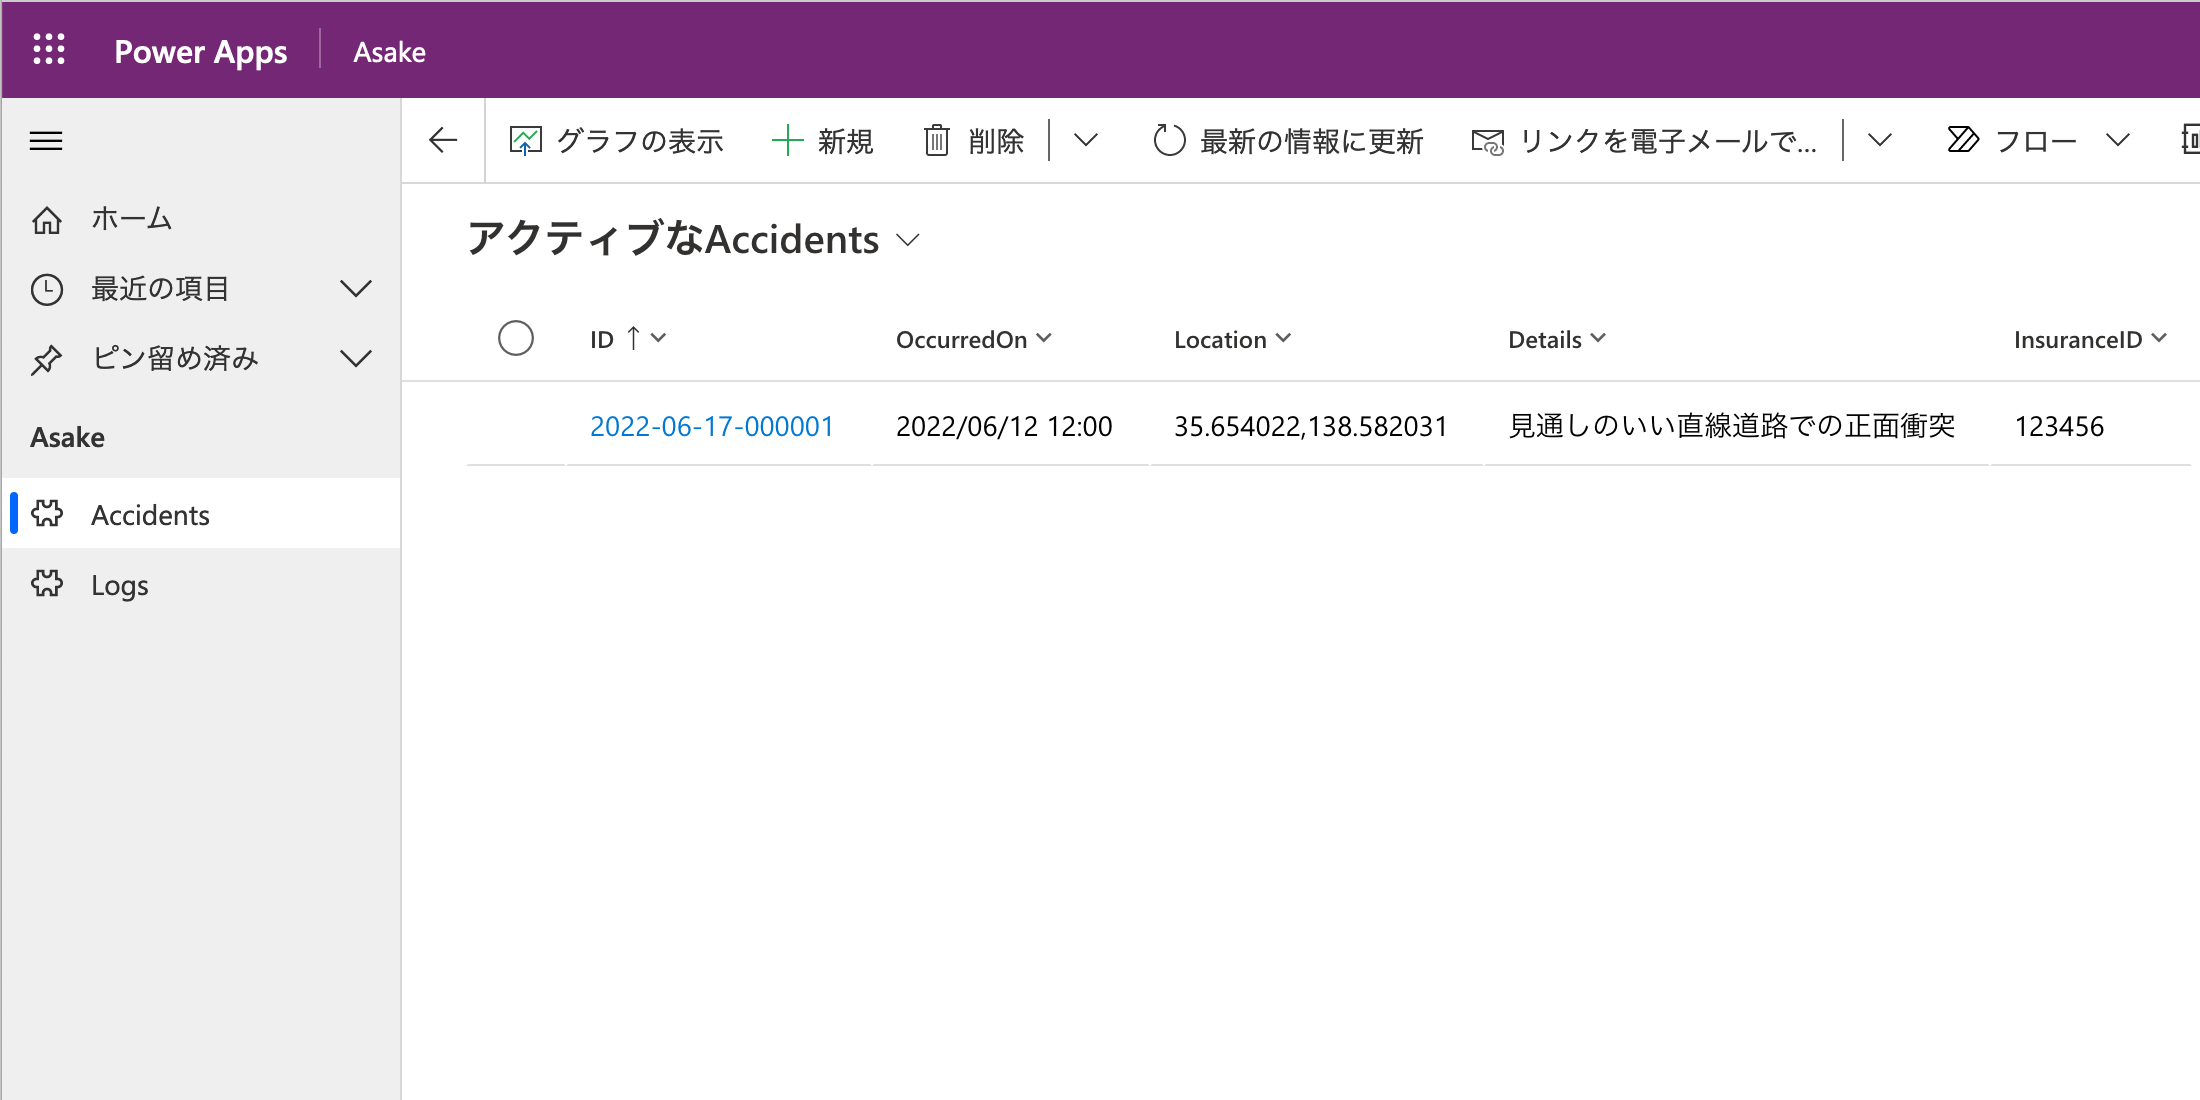 Power Apps Asake
グラフの表示 新規 削除 最新の情報に更新 リンクを電子メールで... フロー
ホーム
最近の項目
ピン留め済み
Asake
Accidents
Logs
アクティブなAccidents
ID OccurredOn Location Details InsuranceID
2022-06-17-000001 2022/06/12 12:00 35.654022,138.582031 見通しのいい直線道路での正面衝突 123456